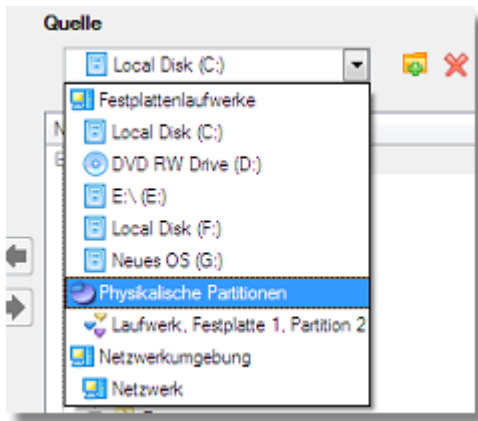 Quelle
Local Disk (C:)
Festplattenlaufwerke
Local Disk (C:)
DVD RW Drive (D:)
E:\ (E:)
Local Disk (F:)
Neues OS (G:)
Physikalische Partitionen
Laufwerk, Festplatte 1, Partition 2
Netzwerkumgebung
Netzwerk